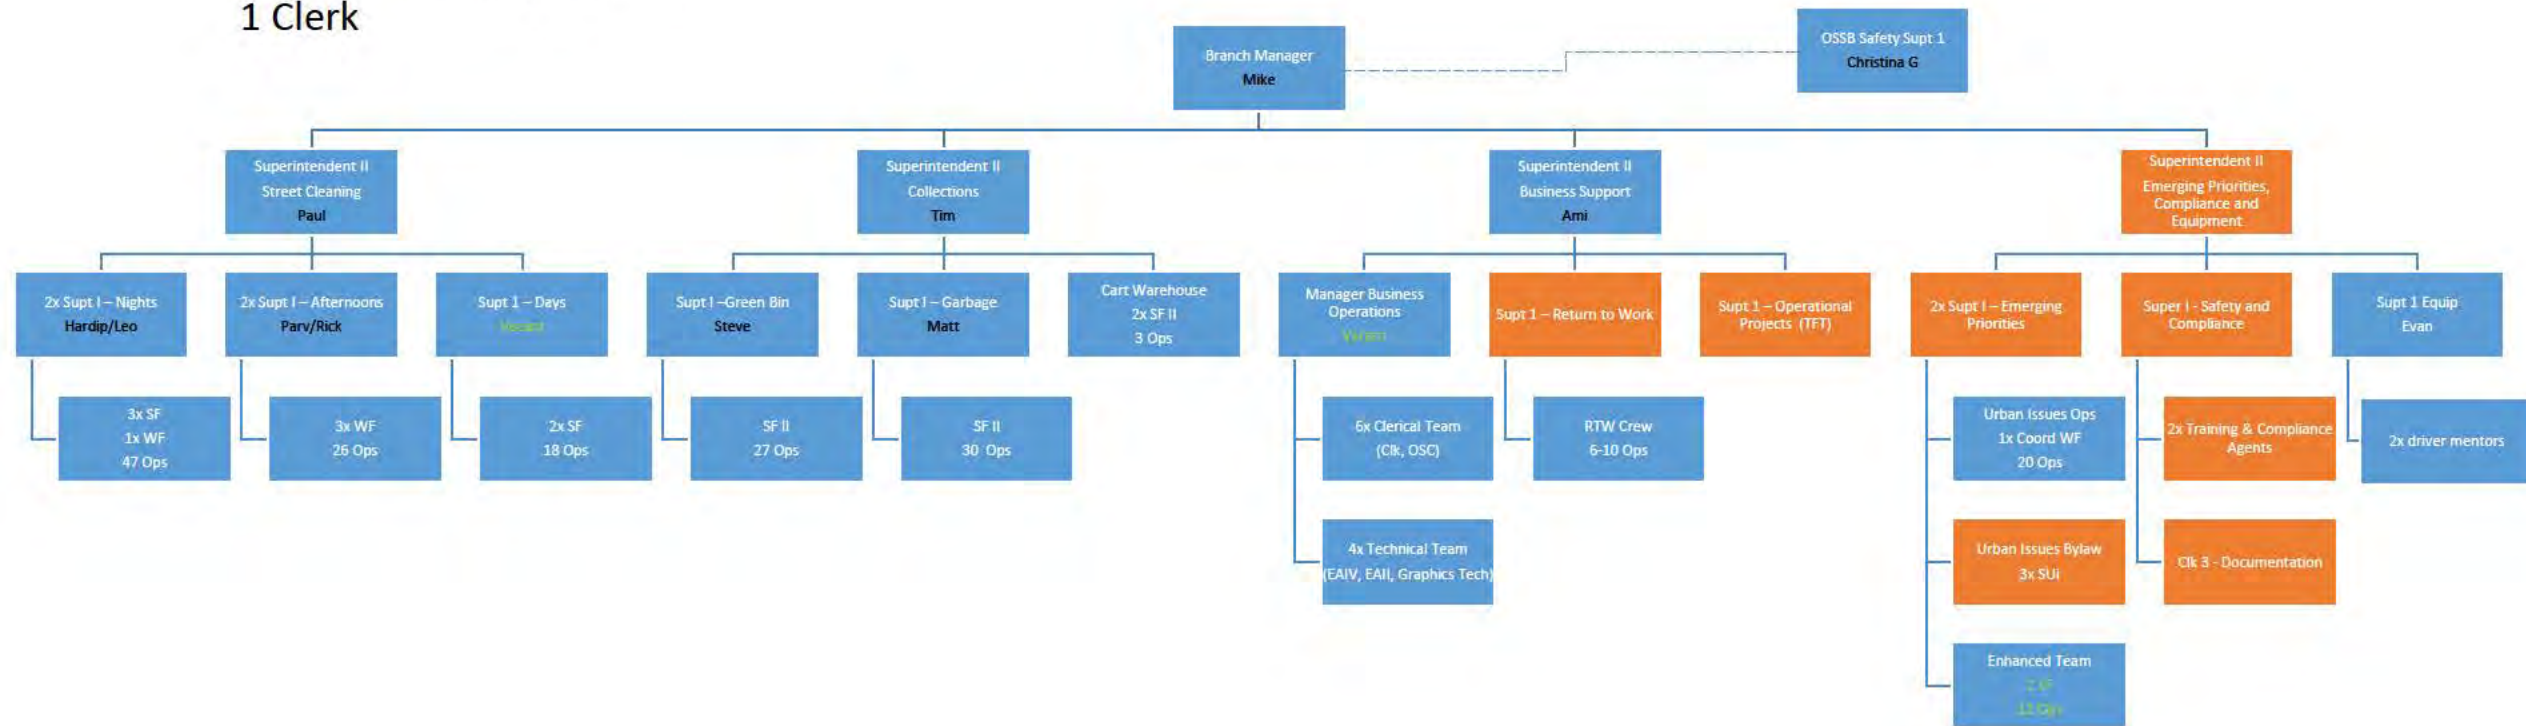 1 Clerk
Branch Manager
Mike
OSSB Safety Supt 1
Christina G
Superintendent II
Street Cleaning
Paul
Superintendent II
Collections
Tim
Superintendent II
Business Support
Ami
Superintendent II
Emerging Priorities,
Compliance and
Equipment
2x Supt I – Nights
Hardip/Leo
2x Supt I – Afternoons
Parv/Rick
Supt 1 – Days
Vacant
Supt I –Green Bin
Steve
Supt I – Garbage
Matt
Cart Warehouse
2x SF II
3 Ops
Manager Business
Operations
Vacant
Supt 1 – Return to Work
Supt 1 – Operational
Projects (TFT)
2x Supt I – Emerging
Priorities
Super I - Safety and
Compliance
Supt 1 Equip
Evan
3x SF
1x WF
47 Ops
3x WF
26 Ops
2x SF
18 Ops
SF II
27 Ops
SF II
30 Ops
6x Clerical Team
(Clk, OSC)
RTW Crew
6-10 Ops
Urban Issues Ops
1x Coord WF
20 Ops
2x Training & Compliance
Agents
2x driver mentors
4x Technical Team
(EAIV, EAII, Graphics Tech)
Urban Issues Bylaw
3x SUi
Clk 3 - Documentation
Enhanced Team